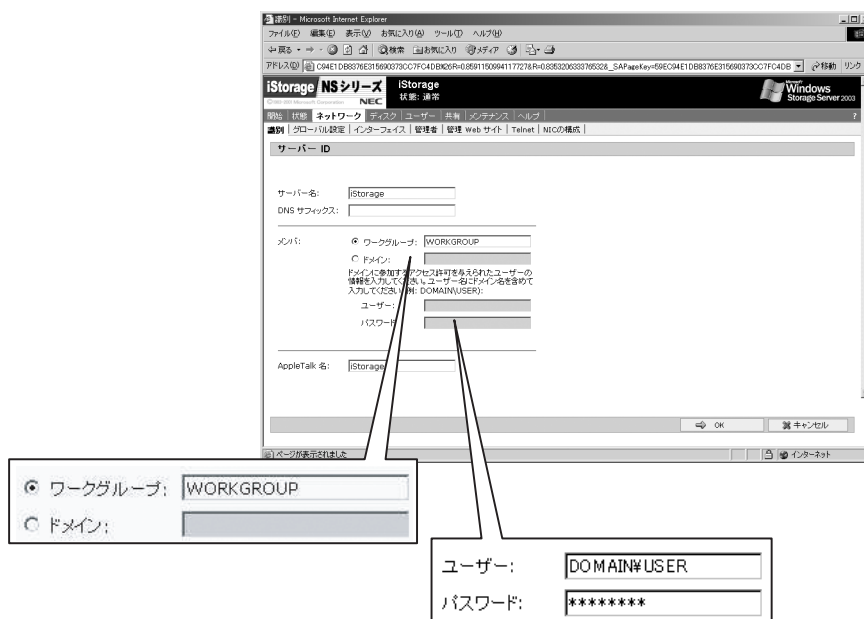 識別 - Microsoft Internet Explorer
ファイル(F) 編集(E) 表示(V) お気に入り(A) ツール(T) ヘルプ(H)
戻る 検索 お気に入り メディア
アドレス(D) 移動 リンク
iStorage NSシリーズ iStorage
状態: 通常
NEC
Microsoft
Windows
Storage Server 2003
開始 状態 ネットワーク ディスク ユーザー 共有 メンテナンス ヘルプ ?
識別 グローバル設定 インターフェイス 管理者 管理 Web サイト Telnet NICの構成
サーバー ID
サーバー名: iStorage
DNS サフィックス:
メンバ: ワークグループ: WORKGROUP
ドメイン:
ドメインに参加するアクセス許可を与えられたユーザーの
情報を入力してください。ユーザー名にドメイン名を含めて
入力してください 例: DOMAIN\USER):
ユーザー:
パスワード
AppleTalk 名: iStorage
OK キャンセル
ページが表示されました インターネット
ワークグループ: WORKGROUP
ドメイン:
ユーザー: DOMAIN¥USER
パスワード: ********